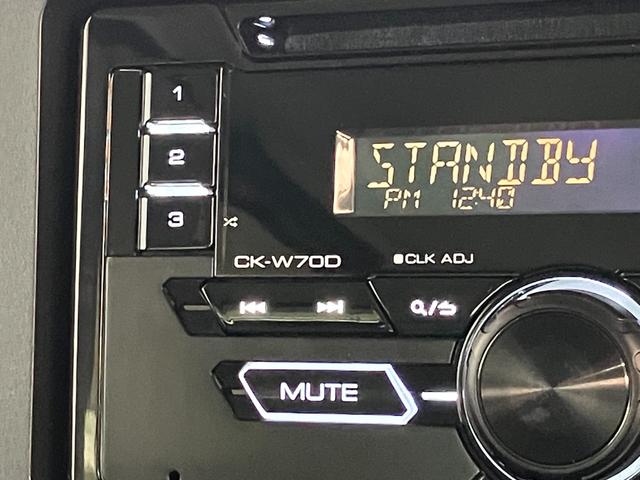 1
2
3
STANDBY
PM 12:40
CK-W70D
CLK ADJ
MUTE